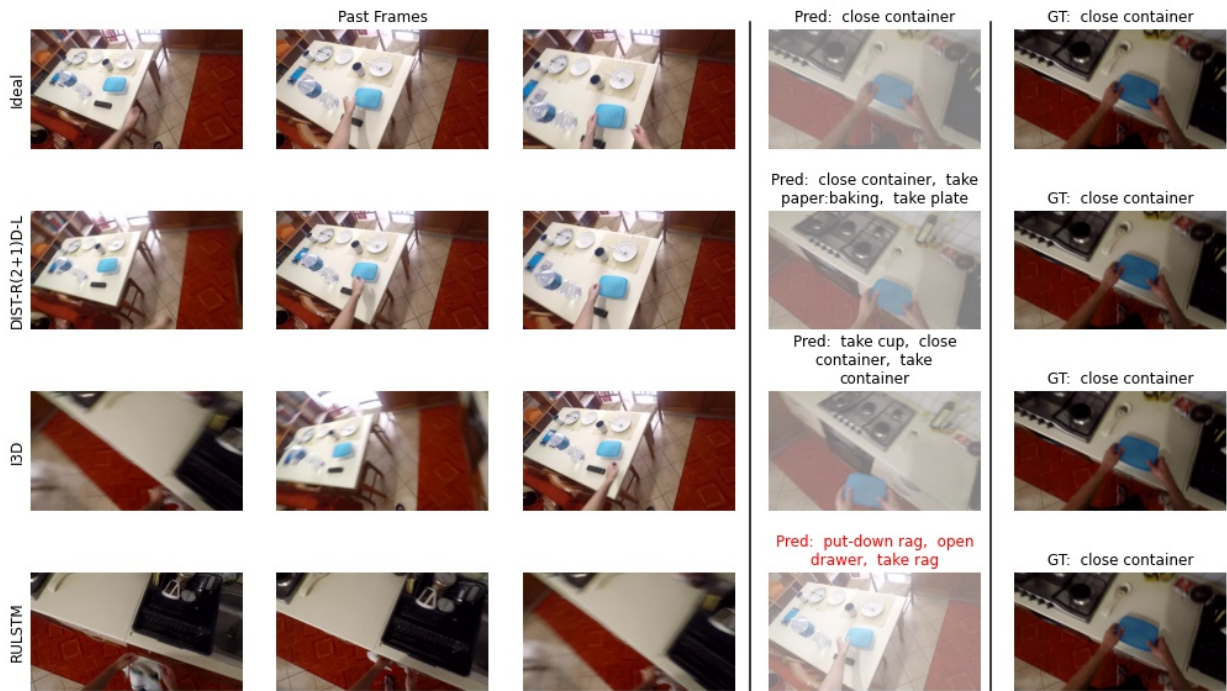 Past Frames
Pred:  close container
GT:  close container
Ideal
Pred:  close container,  take
paper:baking,  take plate
GT:  close container
DIST-R(2+1)D-L
Pred:  take cup,  close
container,  take
container
GT:  close container
I3D
Pred:  put-down rag,  open
drawer,  take rag
GT:  close container
RULSTM